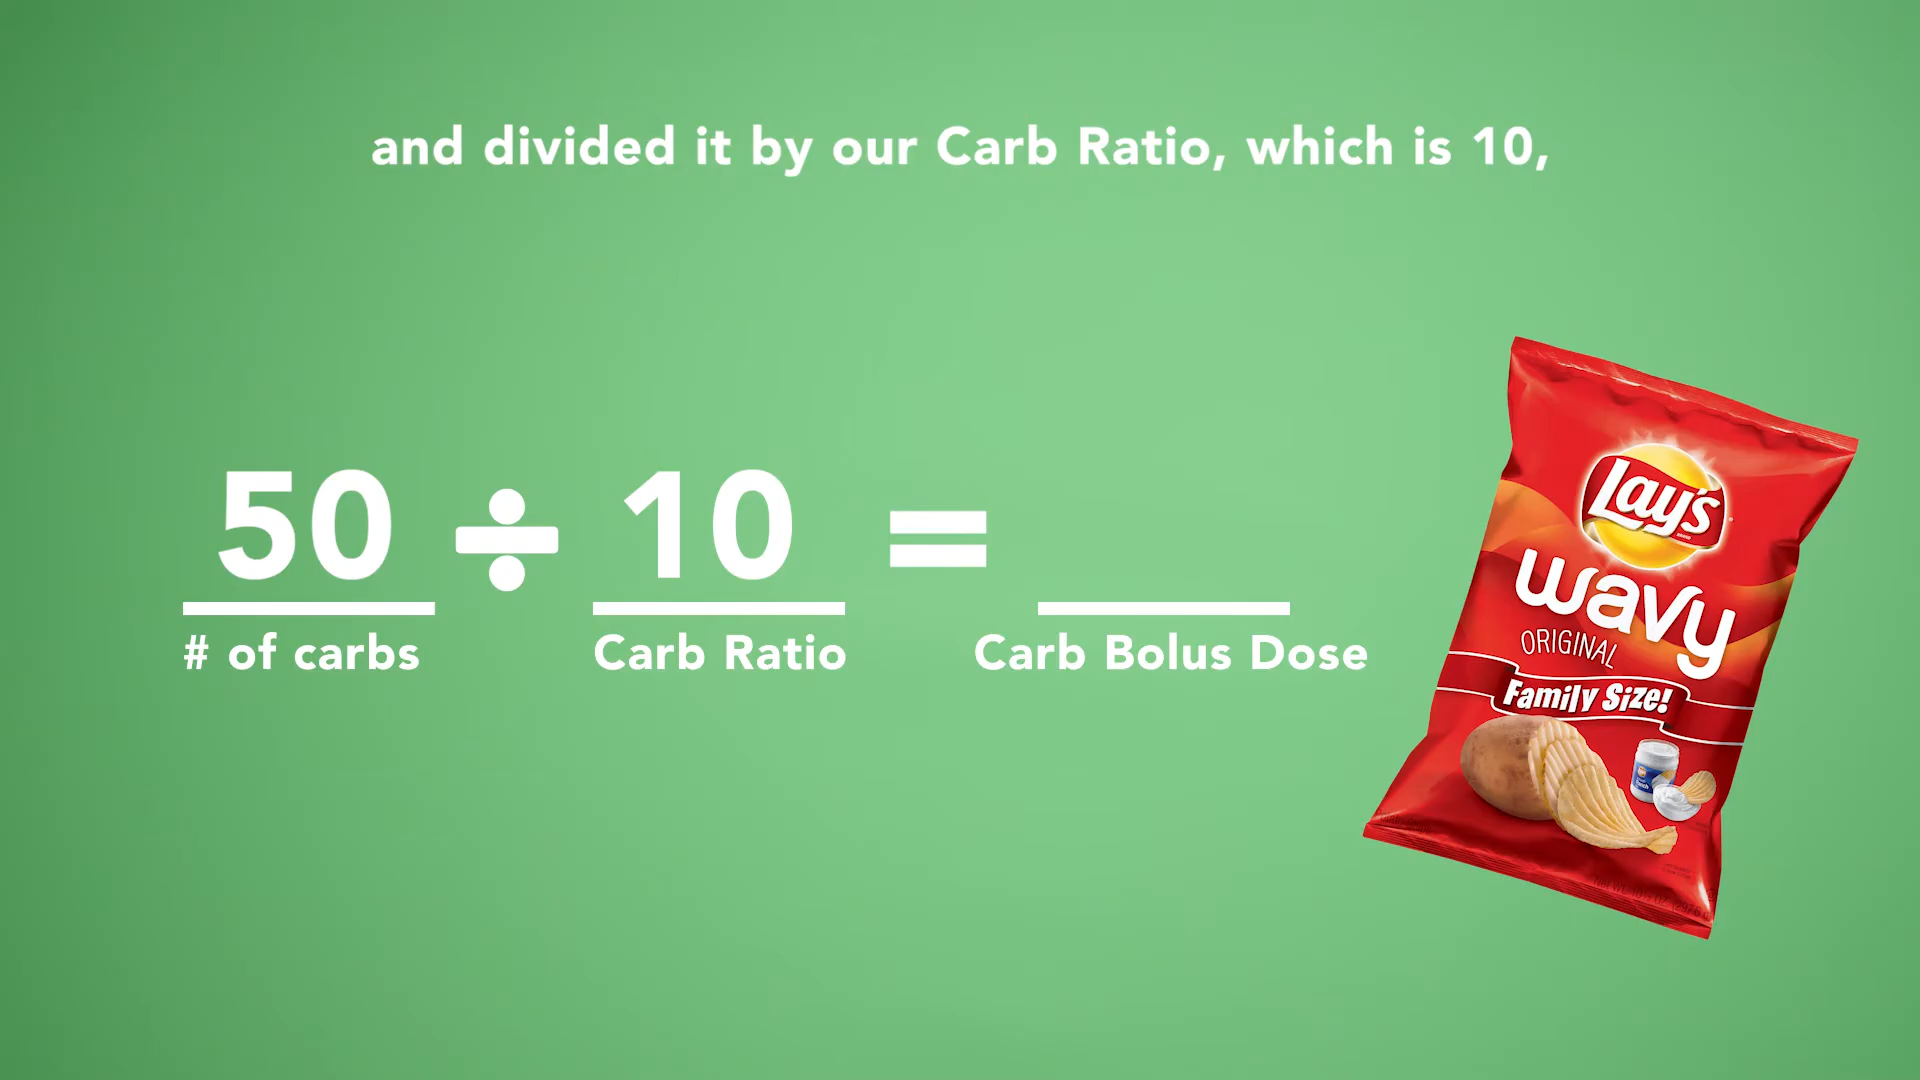 and divided it by our Carb Ratio, which is 10,
50 ÷ 10 =
# of carbs Carb Ratio Carb Bolus Dose
Lay's
wavy
ORIGINAL
Family Size!